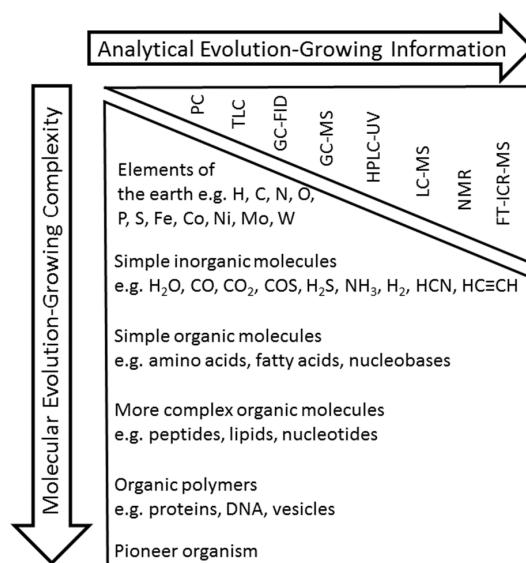 Analytical Evolution-Growing Information
Molecular Evolution-Growing Complexity
PC
TLC
GC-FID
GC-MS
HPLC-UV
LC-MS
NMR
FT-ICR-MS
Elements of
the earth e.g. H, C, N, O,
P, S, Fe, Co, Ni, Mo, W
Simple inorganic molecules
e.g. H₂O, CO, CO₂, COS, H₂S, NH₃, H₂, HCN, HC≡CH
Simple organic molecules
e.g. amino acids, fatty acids, nucleobases
More complex organic molecules
e.g. peptides, lipids, nucleotides
Organic polymers
e.g. proteins, DNA, vesicles
Pioneer organism